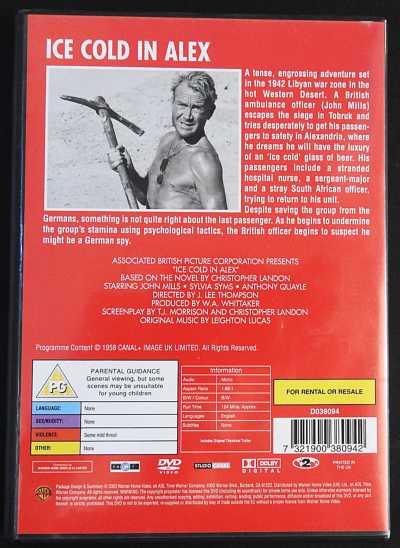 ICE COLD IN ALEX
A tense, engrossing adventure set
in the 1942 Libyan war zone in the
hot Western Desert. A British
ambulance officer (John Mills)
escapes the siege in Tobruk and
tries desperately to get his passen-
gers to safety in Alexandria, where
he dreams he will have the luxury
of an 'ice cold' glass of beer. His
passengers include a stranded
hospital nurse, a sergeant-major
and a stray South African officer,
trying to return to his unit.
Despite saving the group from the
Germans, something is not quite right about the last passenger. As he begins to undermine
the group's stamina using psychological tactics, the British officer begins to suspect he
might be a German spy.
ASSOCIATED BRITISH PICTURE CORPORATION PRESENTS
"ICE COLD IN ALEX"
BASED ON THE NOVEL BY CHRISTOPHER LANDON
STARRING JOHN MILLS • SYLVIA SYMS • ANTHONY QUAYLE
DIRECTED BY J. LEE THOMPSON
PRODUCED BY W.A. WHITTAKER
SCREENPLAY BY T.J. MORRISON AND CHRISTOPHER LANDON
ORIGINAL MUSIC BY LEIGHTON LUCAS
Programme Content © 1958 CANAL+ IMAGE UK LIMITED. All Rights Reserved.
PG
PARENTAL GUIDANCE
General viewing, but some
scenes may be unsuitable
for young children
LANGUAGE: None
SEX/NUDITY: None
VIOLENCE: Some mild threat
OTHER: None
Information
Audio Mono
Aspect Ratio
B/W / Colour B/W
Run Time 124 Mins. Approx.
Languages English
Subtitles None
Includes Original Theatrical Trailer
FOR RENTAL OR RESALE
D038094
7 321900 380942
DVD
VIDEO
STUDIO CANAL
DOLBY
DIGITAL
2
PRINTED IN
THE UK